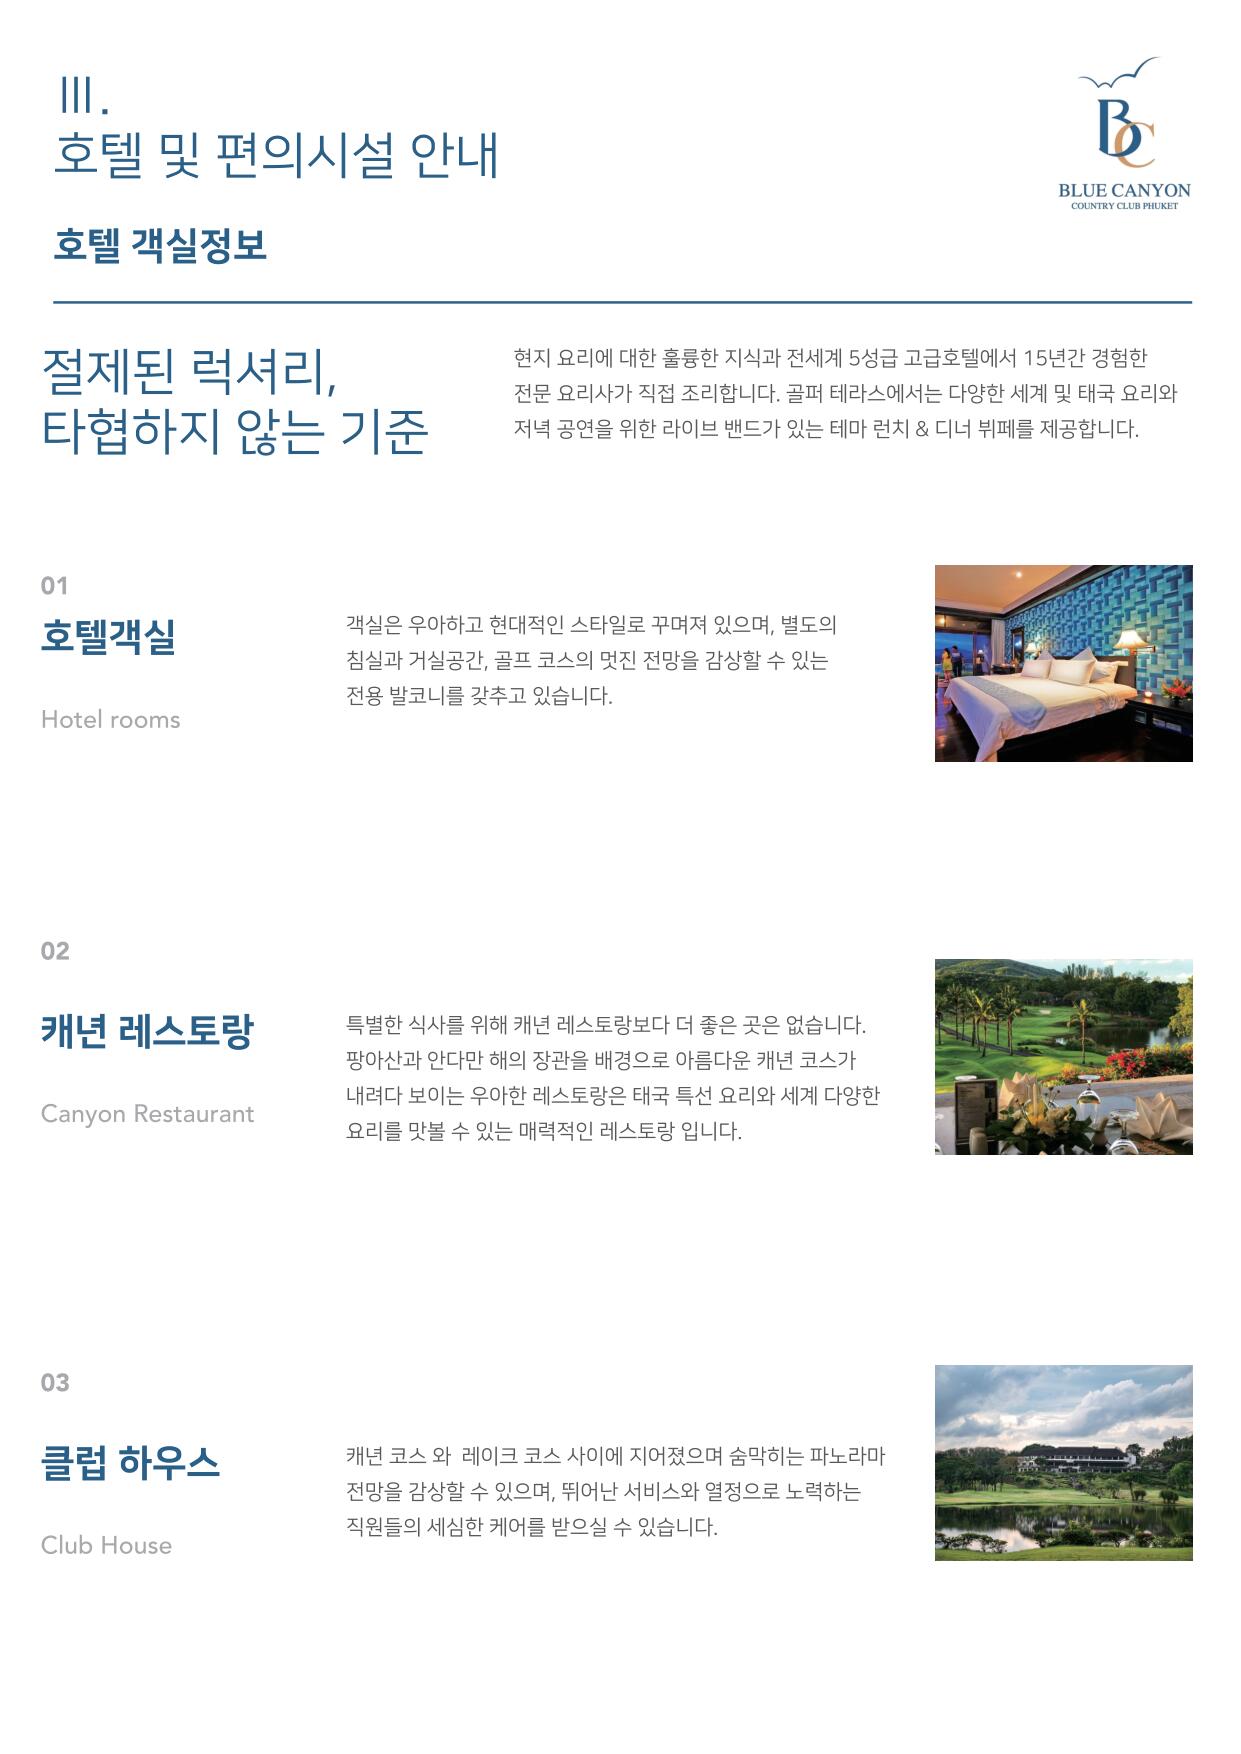 Ⅲ.
호텔 및 편의시설 안내
BC
BLUE CANYON
COUNTRY CLUB PHUKET
호텔 객실정보
절제된 럭셔리,
타협하지 않는 기준
현지 요리에 대한 훌륭한 지식과 전세계 5성급 고급호텔에서 15년간 경험한
전문 요리사가 직접 조리합니다. 골퍼 테라스에서는 다양한 세계 및 태국 요리와
저녁 공연을 위한 라이브 밴드가 있는 테마 런치 & 디너 뷔페를 제공합니다.
01
호텔객실
Hotel rooms
객실은 우아하고 현대적인 스타일로 꾸며져 있으며, 별도의
침실과 거실공간, 골프 코스의 멋진 전망을 감상할 수 있는
전용 발코니를 갖추고 있습니다.
02
캐년 레스토랑
Canyon Restaurant
특별한 식사를 위해 캐년 레스토랑보다 더 좋은 곳은 없습니다.
팡아산과 안다만 해의 장관을 배경으로 아름다운 캐년 코스가
내려다 보이는 우아한 레스토랑은 태국 특선 요리와 세계 다양한
요리를 맛볼 수 있는 매력적인 레스토랑 입니다.
03
클럽 하우스
Club House
캐년 코스 와  레이크 코스 사이에 지어졌으며 숨막히는 파노라마
전망을 감상할 수 있으며, 뛰어난 서비스와 열정으로 노력하는
직원들의 세심한 케어를 받으실 수 있습니다.